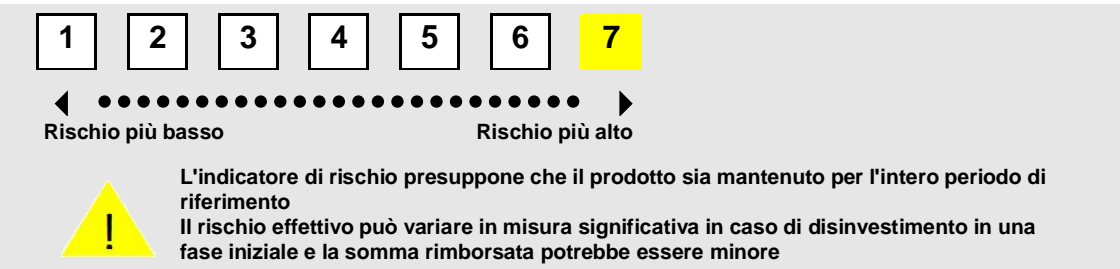 1 2 3 4 5 6 7
Rischio più basso Rischio più alto
L'indicatore di rischio presuppone che il prodotto sia mantenuto per l'intero periodo di
riferimento
Il rischio effettivo può variare in misura significativa in caso di disinvestimento in una
fase iniziale e la somma rimborsata potrebbe essere minore
!